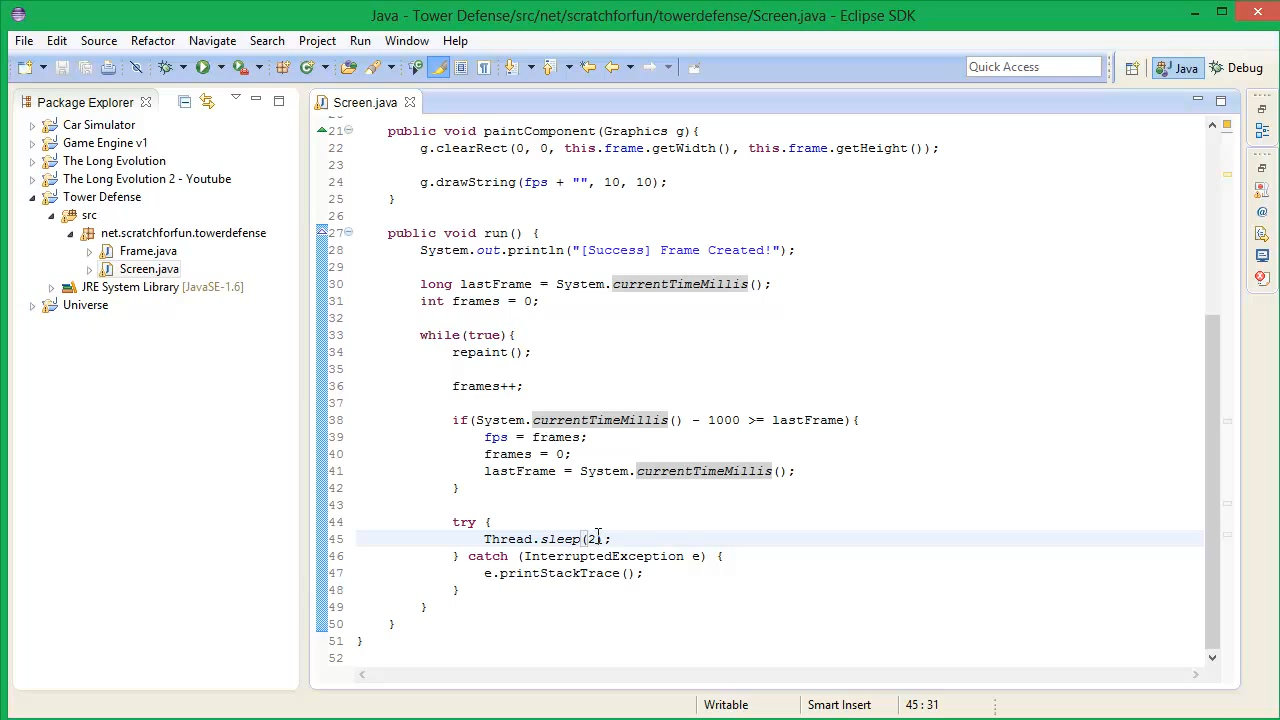 Java - Tower Defense/src/net/scratchforfun/towerdefense/Screen.java - Eclipse SDK
File Edit Source Refactor Navigate Search Project Run Window Help
Quick Access
Java
Debug
Package Explorer
Screen.java
Car Simulator
Game Engine v1
The Long Evolution
The Long Evolution 2 - Youtube
Tower Defense
src
net.scratchforfun.towerdefense
Frame.java
Screen.java
JRE System Library [JavaSE-1.6]
Universe
21 public void paintComponent(Graphics g){
22 g.clearRect(0, 0, this.frame.getWidth(), this.frame.getHeight());
23
24 g.drawString(fps + "", 10, 10);
25 }
26
27 public void run() {
28 System.out.println("[Success] Frame Created!");
29
30 long lastFrame = System.currentTimeMillis();
31 int frames = 0;
32
33 while(true){
34 repaint();
35
36 frames++;
37
38 if(System.currentTimeMillis() - 1000 >= lastFrame){
39 fps = frames;
40 frames = 0;
41 lastFrame = System.currentTimeMillis();
42 }
43
44 try {
45 Thread.sleep(2);
46 } catch (InterruptedException e) {
47 e.printStackTrace();
48 }
49 }
50 }
51 }
52
Writable
Smart Insert
45 : 31